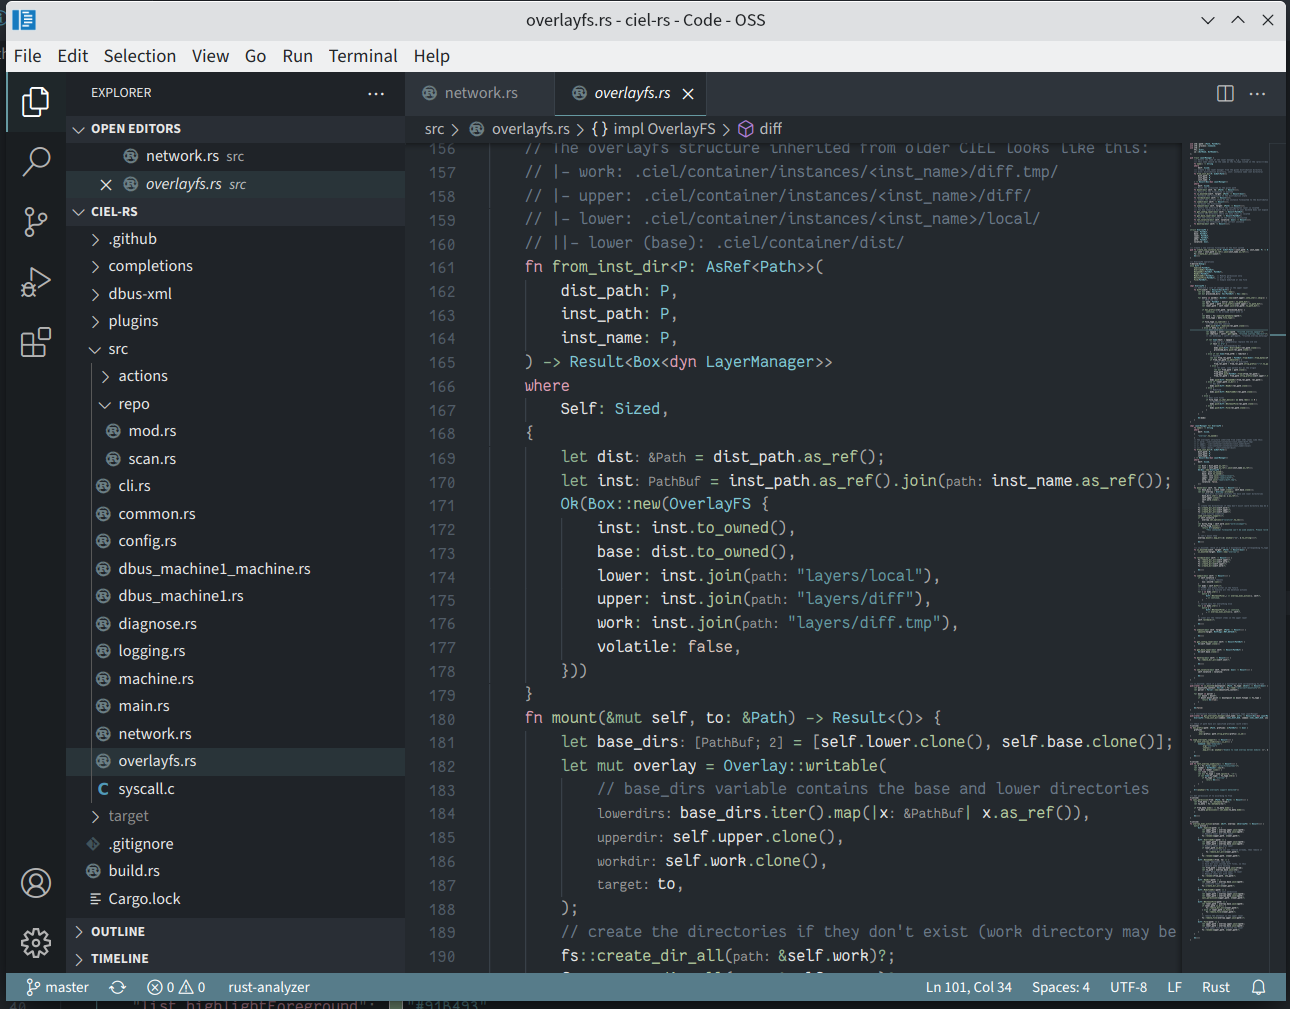 overlayfs.rs - ciel-rs - Code - OSS
File Edit Selection View Go Run Terminal Help
EXPLORER
network.rs
overlayfs.rs
OPEN EDITORS
network.rs src
overlayfs.rs src
CIEL-RS
.github
completions
dbus-xml
plugins
src
actions
repo
mod.rs
scan.rs
cli.rs
common.rs
config.rs
dbus_machine1_machine.rs
dbus_machine1.rs
diagnose.rs
logging.rs
machine.rs
main.rs
network.rs
overlayfs.rs
C syscall.c
target
.gitignore
build.rs
Cargo.lock
OUTLINE
TIMELINE
src > overlayfs.rs > {} impl OverlayFS > diff
156 // The overlayfs structure inherited from older CIEL looks like this:
157 // |- work: .ciel/container/instances/<inst_name>/diff.tmp/
158 // |- upper: .ciel/container/instances/<inst_name>/diff/
159 // |- lower: .ciel/container/instances/<inst_name>/local/
160 // ||- lower (base): .ciel/container/dist/
161 fn from_inst_dir<P: AsRef<Path>>(
162 dist_path: P,
163 inst_path: P,
164 inst_name: P,
165 ) -> Result<Box<dyn LayerManager>>
166 where
167 Self: Sized,
168 {
169 let dist: &Path = dist_path.as_ref();
170 let inst: PathBuf = inst_path.as_ref().join(path: inst_name.as_ref());
171 Ok(Box::new(OverlayFS {
172 inst: inst.to_owned(),
173 base: dist.to_owned(),
174 lower: inst.join(path: "layers/local"),
175 upper: inst.join(path: "layers/diff"),
176 work: inst.join(path: "layers/diff.tmp"),
177 volatile: false,
178 }))
179 }
180 fn mount(&mut self, to: &Path) -> Result<()> {
181 let base_dirs: [PathBuf; 2] = [self.lower.clone(), self.base.clone()];
182 let mut overlay = Overlay::writable(
183 // base_dirs variable contains the base and lower directories
184 lowerdirs: base_dirs.iter().map(|x: &PathBuf| x.as_ref()),
185 upperdir: self.upper.clone(),
186 workdir: self.work.clone(),
187 target: to,
188 );
189 // create the directories if they don't exist (work directory may be
190 fs::create_dir_all(path: &self.work)?;
master 0 0 rust-analyzer Ln 101, Col 34 Spaces: 4 UTF-8 LF Rust
"list.highlightForeground": "#91B493"